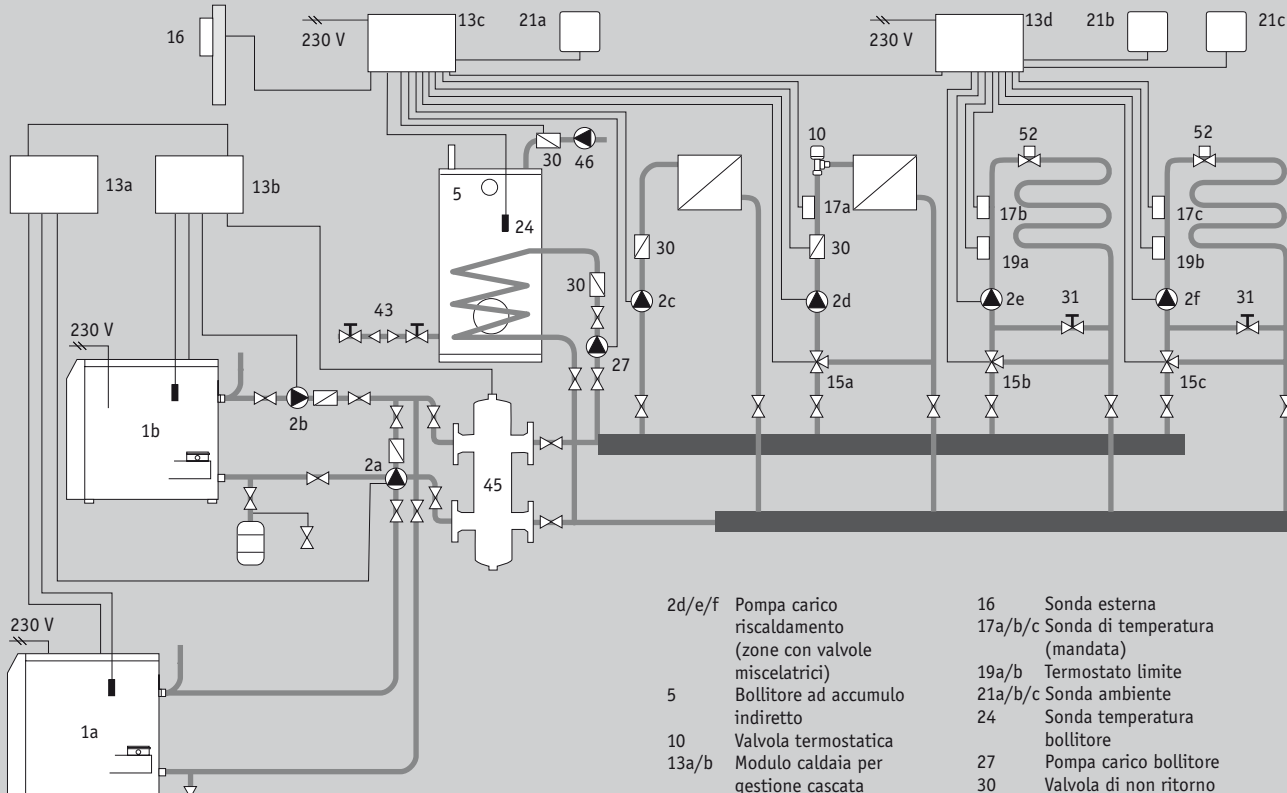 13c
21a
13d
21b
21c
16
230 V
230 V
10
52
52
30
46
13a
13b
5
17a
17b
17c
24
30
30
19a
19b
2c
2d
2e
31
2f
31
43
230 V
27
15a
15b
15c
2b
1b
2a
45
230 V
1a
2d/e/f Pompa carico
riscaldamento
(zone con valvole
miscelatrici)
5 Bollitore ad accumulo
indiretto
10 Valvola termostatica
13a/b Modulo caldaia per
gestione cascata
16 Sonda esterna
17a/b/c Sonda di temperatura
(mandata)
19a/b Termostato limite
21a/b/c Sonda ambiente
24 Sonda temperatura
bollitore
27 Pompa carico bollitore
30 Valvola di non ritorno